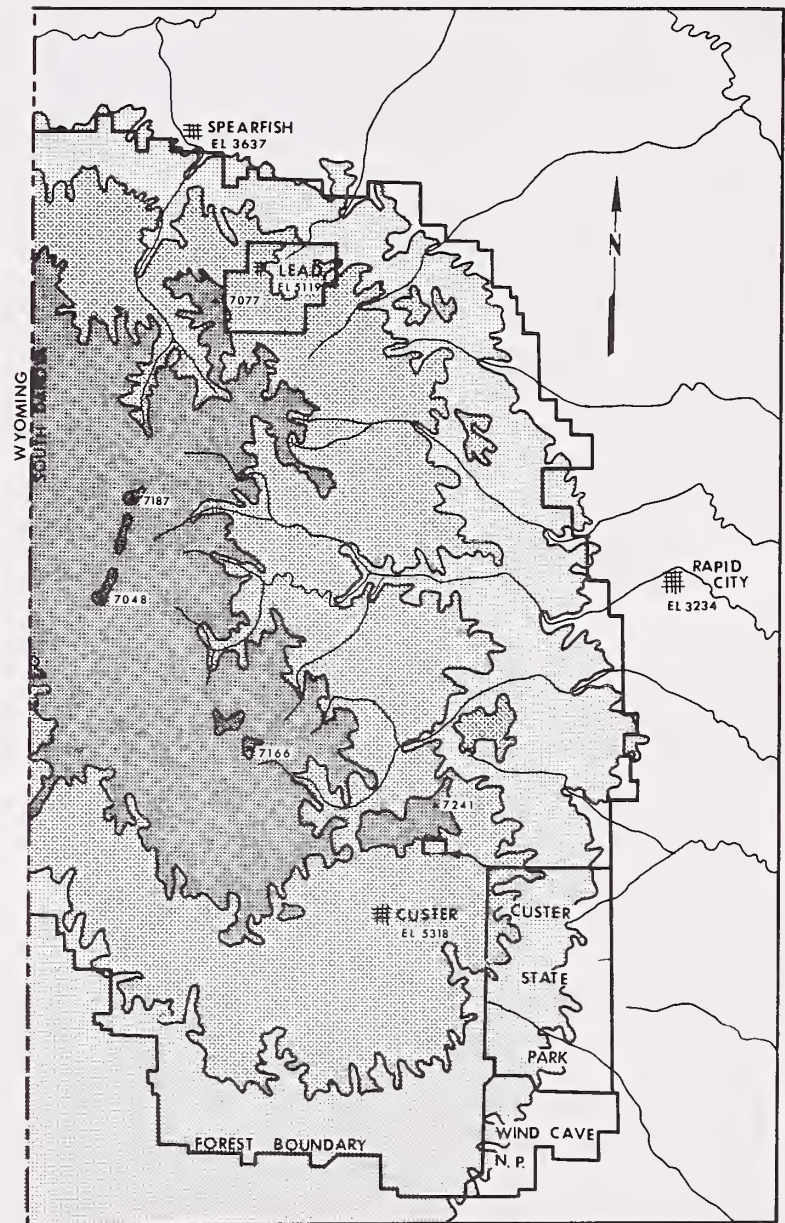 SPEARFISH
EL 3637
N
LEAD
EL 5119
7077
WYOMING
SOUTH
7187
7048
RAPID
CITY
EL 3234
7166
7241
CUSTER
EL 5318
CUSTER
STATE
PARK
FOREST BOUNDARY
WIND CAVE
N. P.